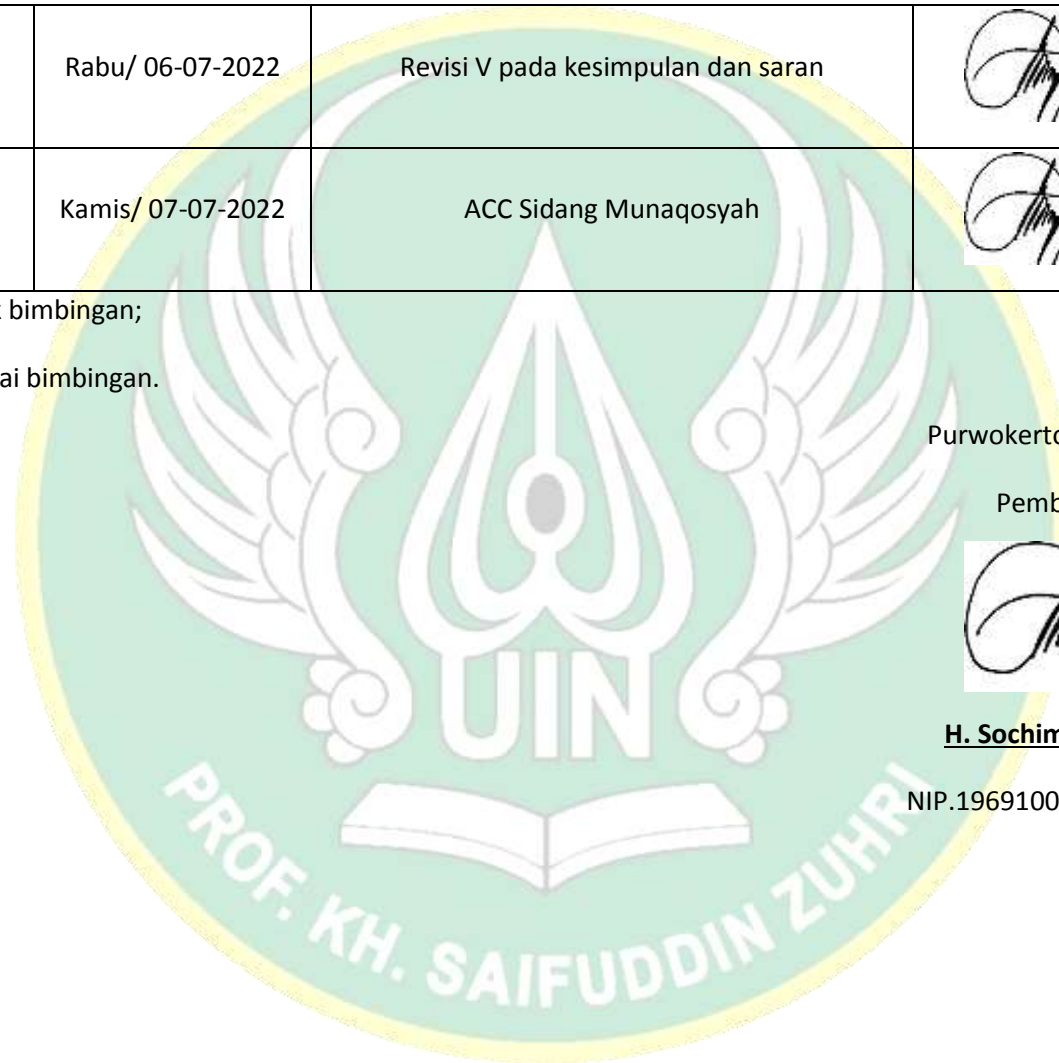 Rabu/ 06-07-2022 Revisi V pada kesimpulan dan saran
Kamis/ 07-07-2022 ACC Sidang Munaqosyah
bimbingan;
ai bimbingan.
Purwokerto
Pemb
H. Sochim
NIP.1969100
UIN
PROF. KH. SAIFUDDIN ZUHRI